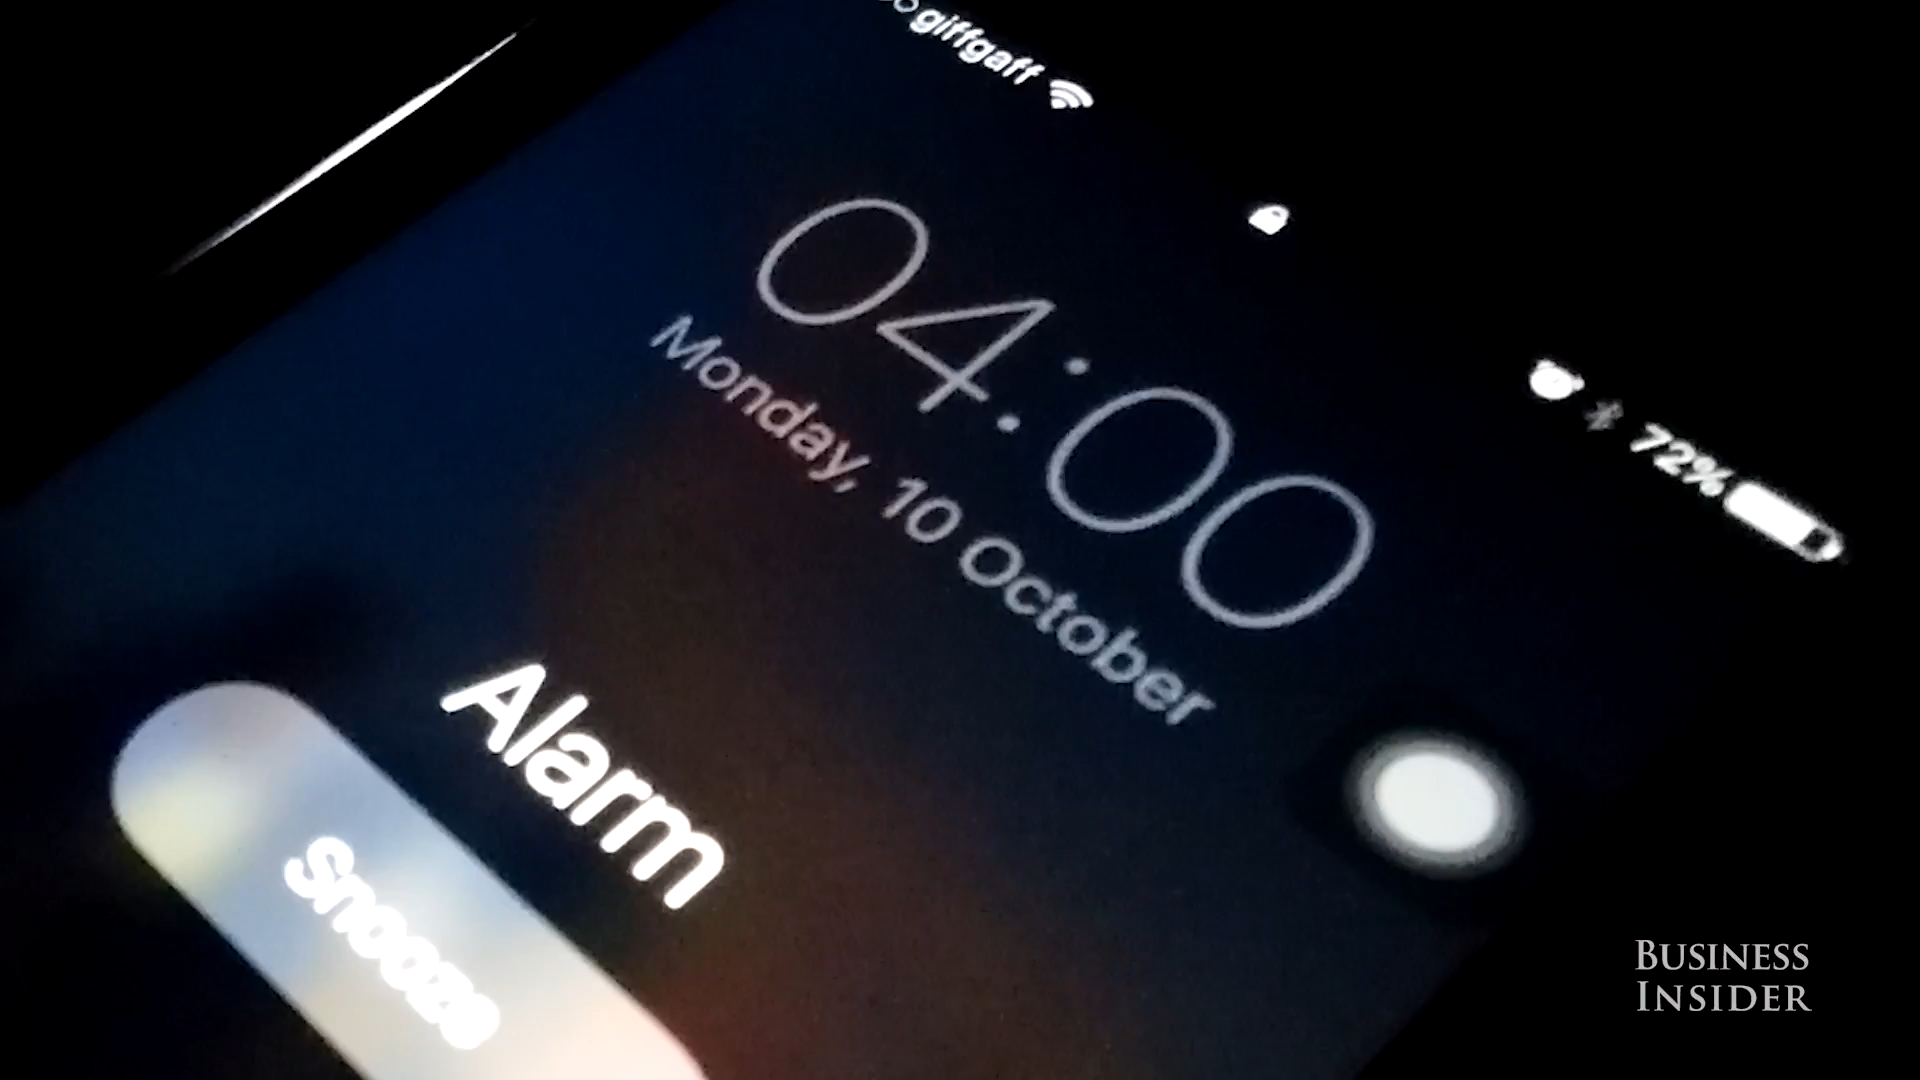 giffgaff
72%
04:00
Monday, 10 October
Alarm
Snooze
BUSINESS
INSIDER